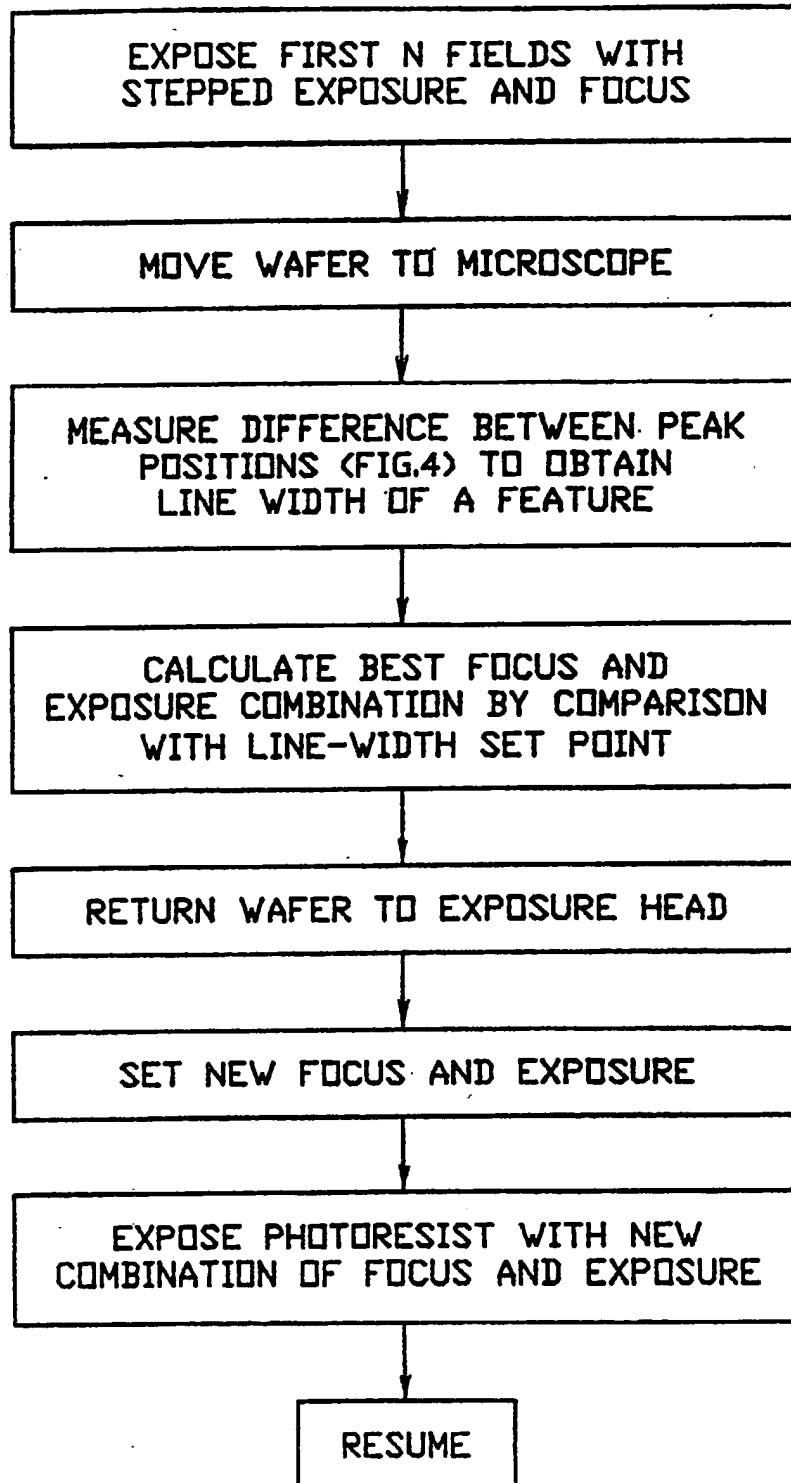 EXPOSE FIRST N FIELDS WITH
STEPPED EXPOSURE AND FOCUS
MOVE WAFER TO MICROSCOPE
MEASURE DIFFERENCE BETWEEN PEAK
POSITIONS (FIG.4) TO OBTAIN
LINE WIDTH OF A FEATURE
CALCULATE BEST FOCUS AND
EXPOSURE COMBINATION BY COMPARISON
WITH LINE-WIDTH SET POINT
RETURN WAFER TO EXPOSURE HEAD
SET NEW FOCUS AND EXPOSURE
EXPOSE PHOTORESIST WITH NEW
COMBINATION OF FOCUS AND EXPOSURE
RESUME